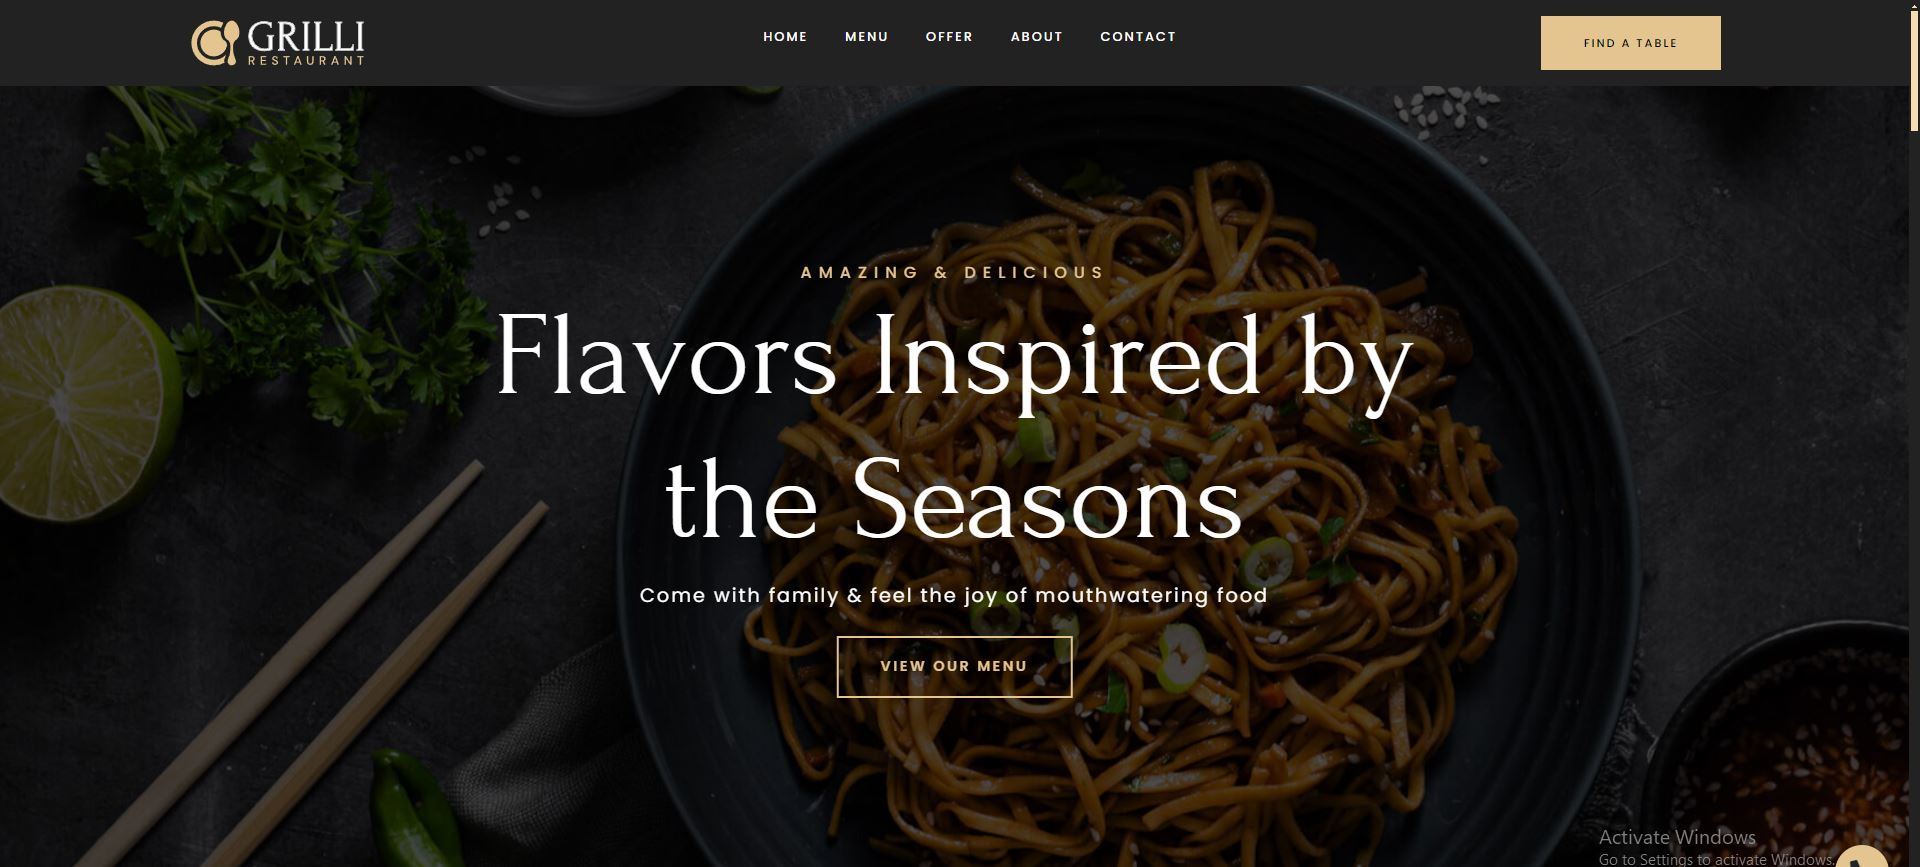 GRILLI
RESTAURANT
HOME MENU OFFER ABOUT CONTACT
FIND A TABLE
AMAZING & DELICIOUS
Flavors Inspired by
the Seasons
Come with family & feel the joy of mouthwatering food
VIEW OUR MENU
Activate Windows
Go to Settings to activate Windows.